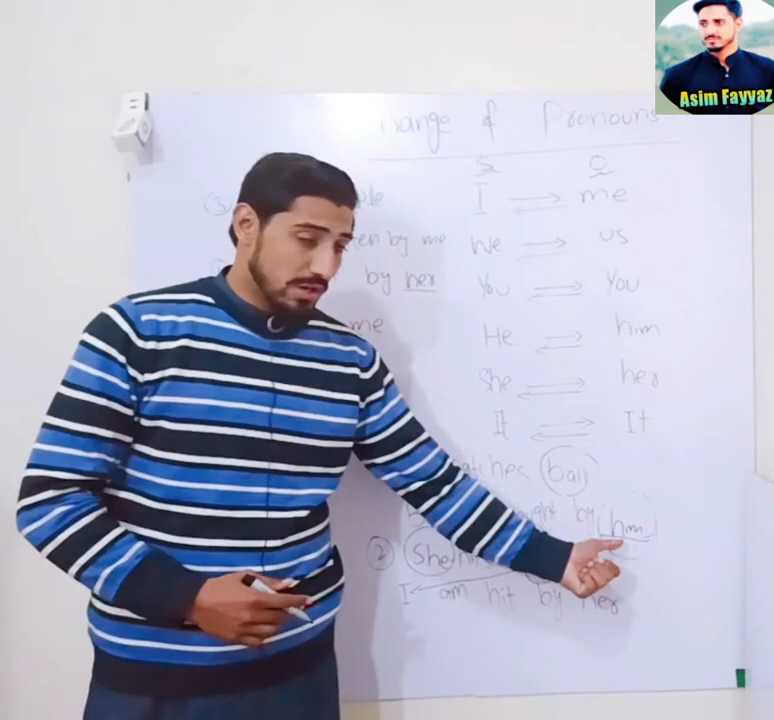 Asim Fayyaz
of Pronouns
S O
I ⇌ me
by me We ⇌ us
by her You ⇌ You
me He ⇌ him
She ⇌ her
It ⇌ It
ball
by him
(2) She
I am hit by her